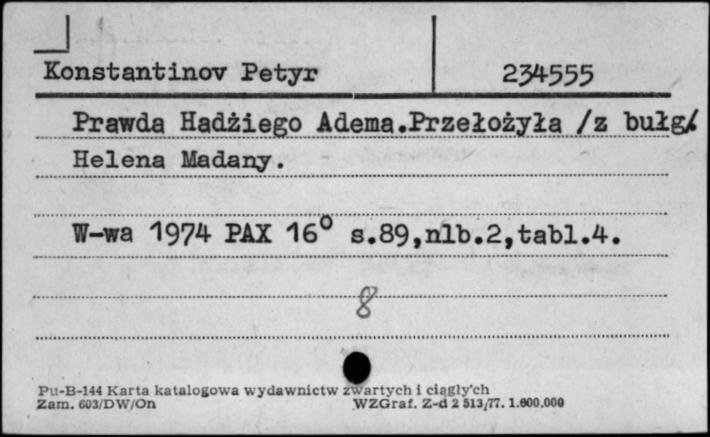 Konstantinov Petyr 234555
Prawda Hadżiego Adema.Przełożyła /z bułg/
Helena Madany.
W-wa 1974 PAX 16° s.89,nlb.2,tabl.4.
8
Pu-B-144 Karta katalogowa wydawnictw zwartych i ciągły'ch
Zam. 603/DW/On WZGraf. Z-d 2 513/77. 1.600.000